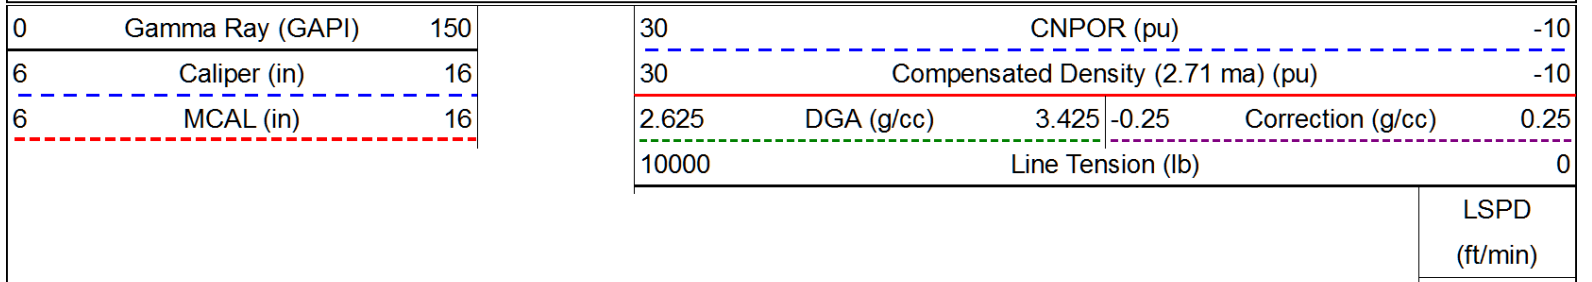 0 Gamma Ray (GAPI) 150 30 CNPOR (pu) -10
6 Caliper (in) 16 30 Compensated Density (2.71 ma) (pu) -10
6 MCAL (in) 16 2.625 DGA (g/cc) 3.425 -0.25 Correction (g/cc) 0.25
10000 Line Tension (lb) 0
LSPD
(ft/min)